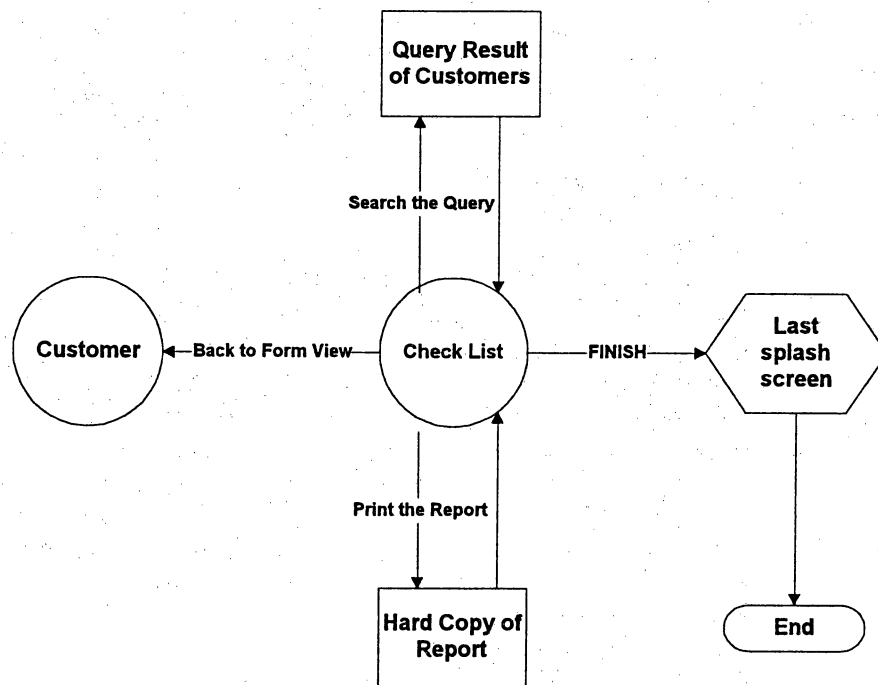 Query Result
of Customers
Search the Query
Customer
Back to Form View
Check List
FINISH
Last
splash
screen
Print the Report
Hard Copy of
Report
End